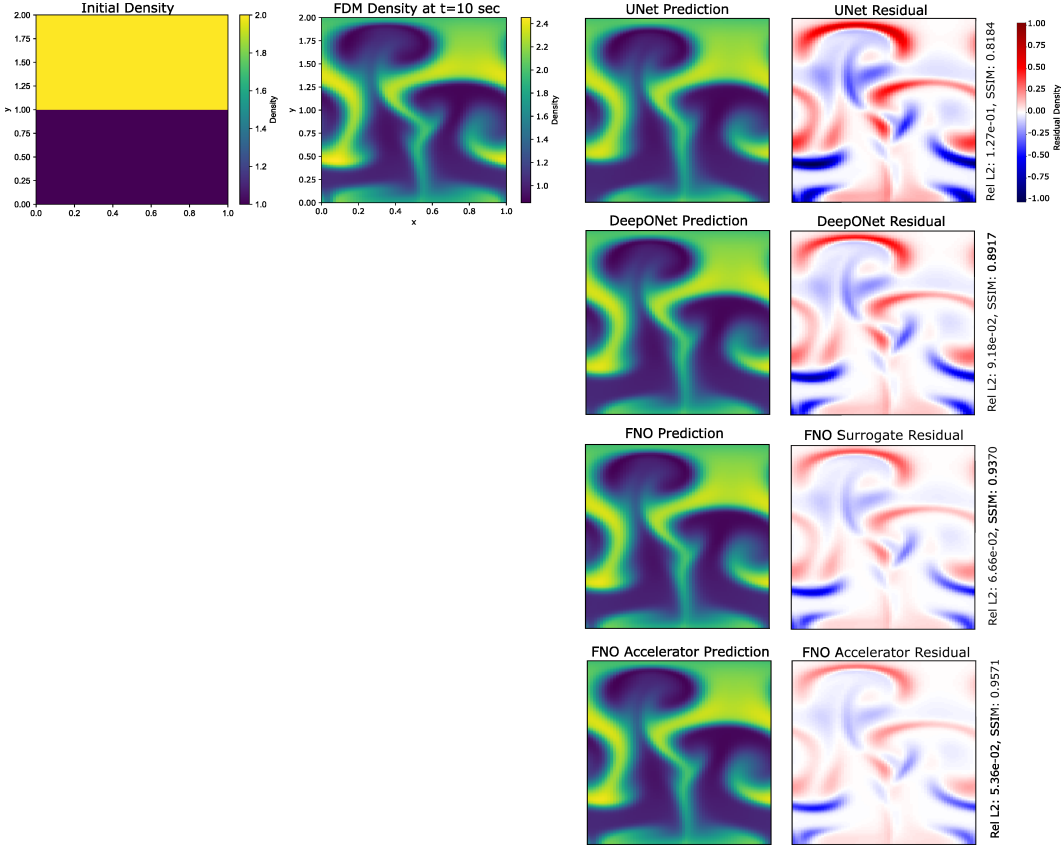 Initial Density
2.00
1.75
1.50
1.25
1.00
0.75
0.50
0.25
0.00
y
0.0 0.2 0.4 0.6 0.8 1.0
2.0
1.8
1.6
1.4
1.2
1.0
Density
FDM Density at t=10 sec
2.00
1.75
1.50
1.25
1.00
0.75
0.50
0.25
0.00
y
0.0 0.2 0.4 0.6 0.8 1.0
x
2.4
2.2
2.0
1.8
1.6
1.4
1.2
1.0
Density
UNet Prediction
UNet Residual
Rel L2: 1.27e-01, SSIM: 0.8184
1.00
0.75
0.50
0.25
0.00
-0.25
-0.50
-0.75
-1.00
Residual Density
DeepONet Prediction
DeepONet Residual
Rel L2: 9.18e-02, SSIM: 0.8917
FNO Prediction
FNO Surrogate Residual
Rel L2: 6.66e-02, SSIM: 0.9370
FNO Accelerator Prediction
FNO Accelerator Residual
Rel L2: 5.36e-02, SSIM: 0.9571